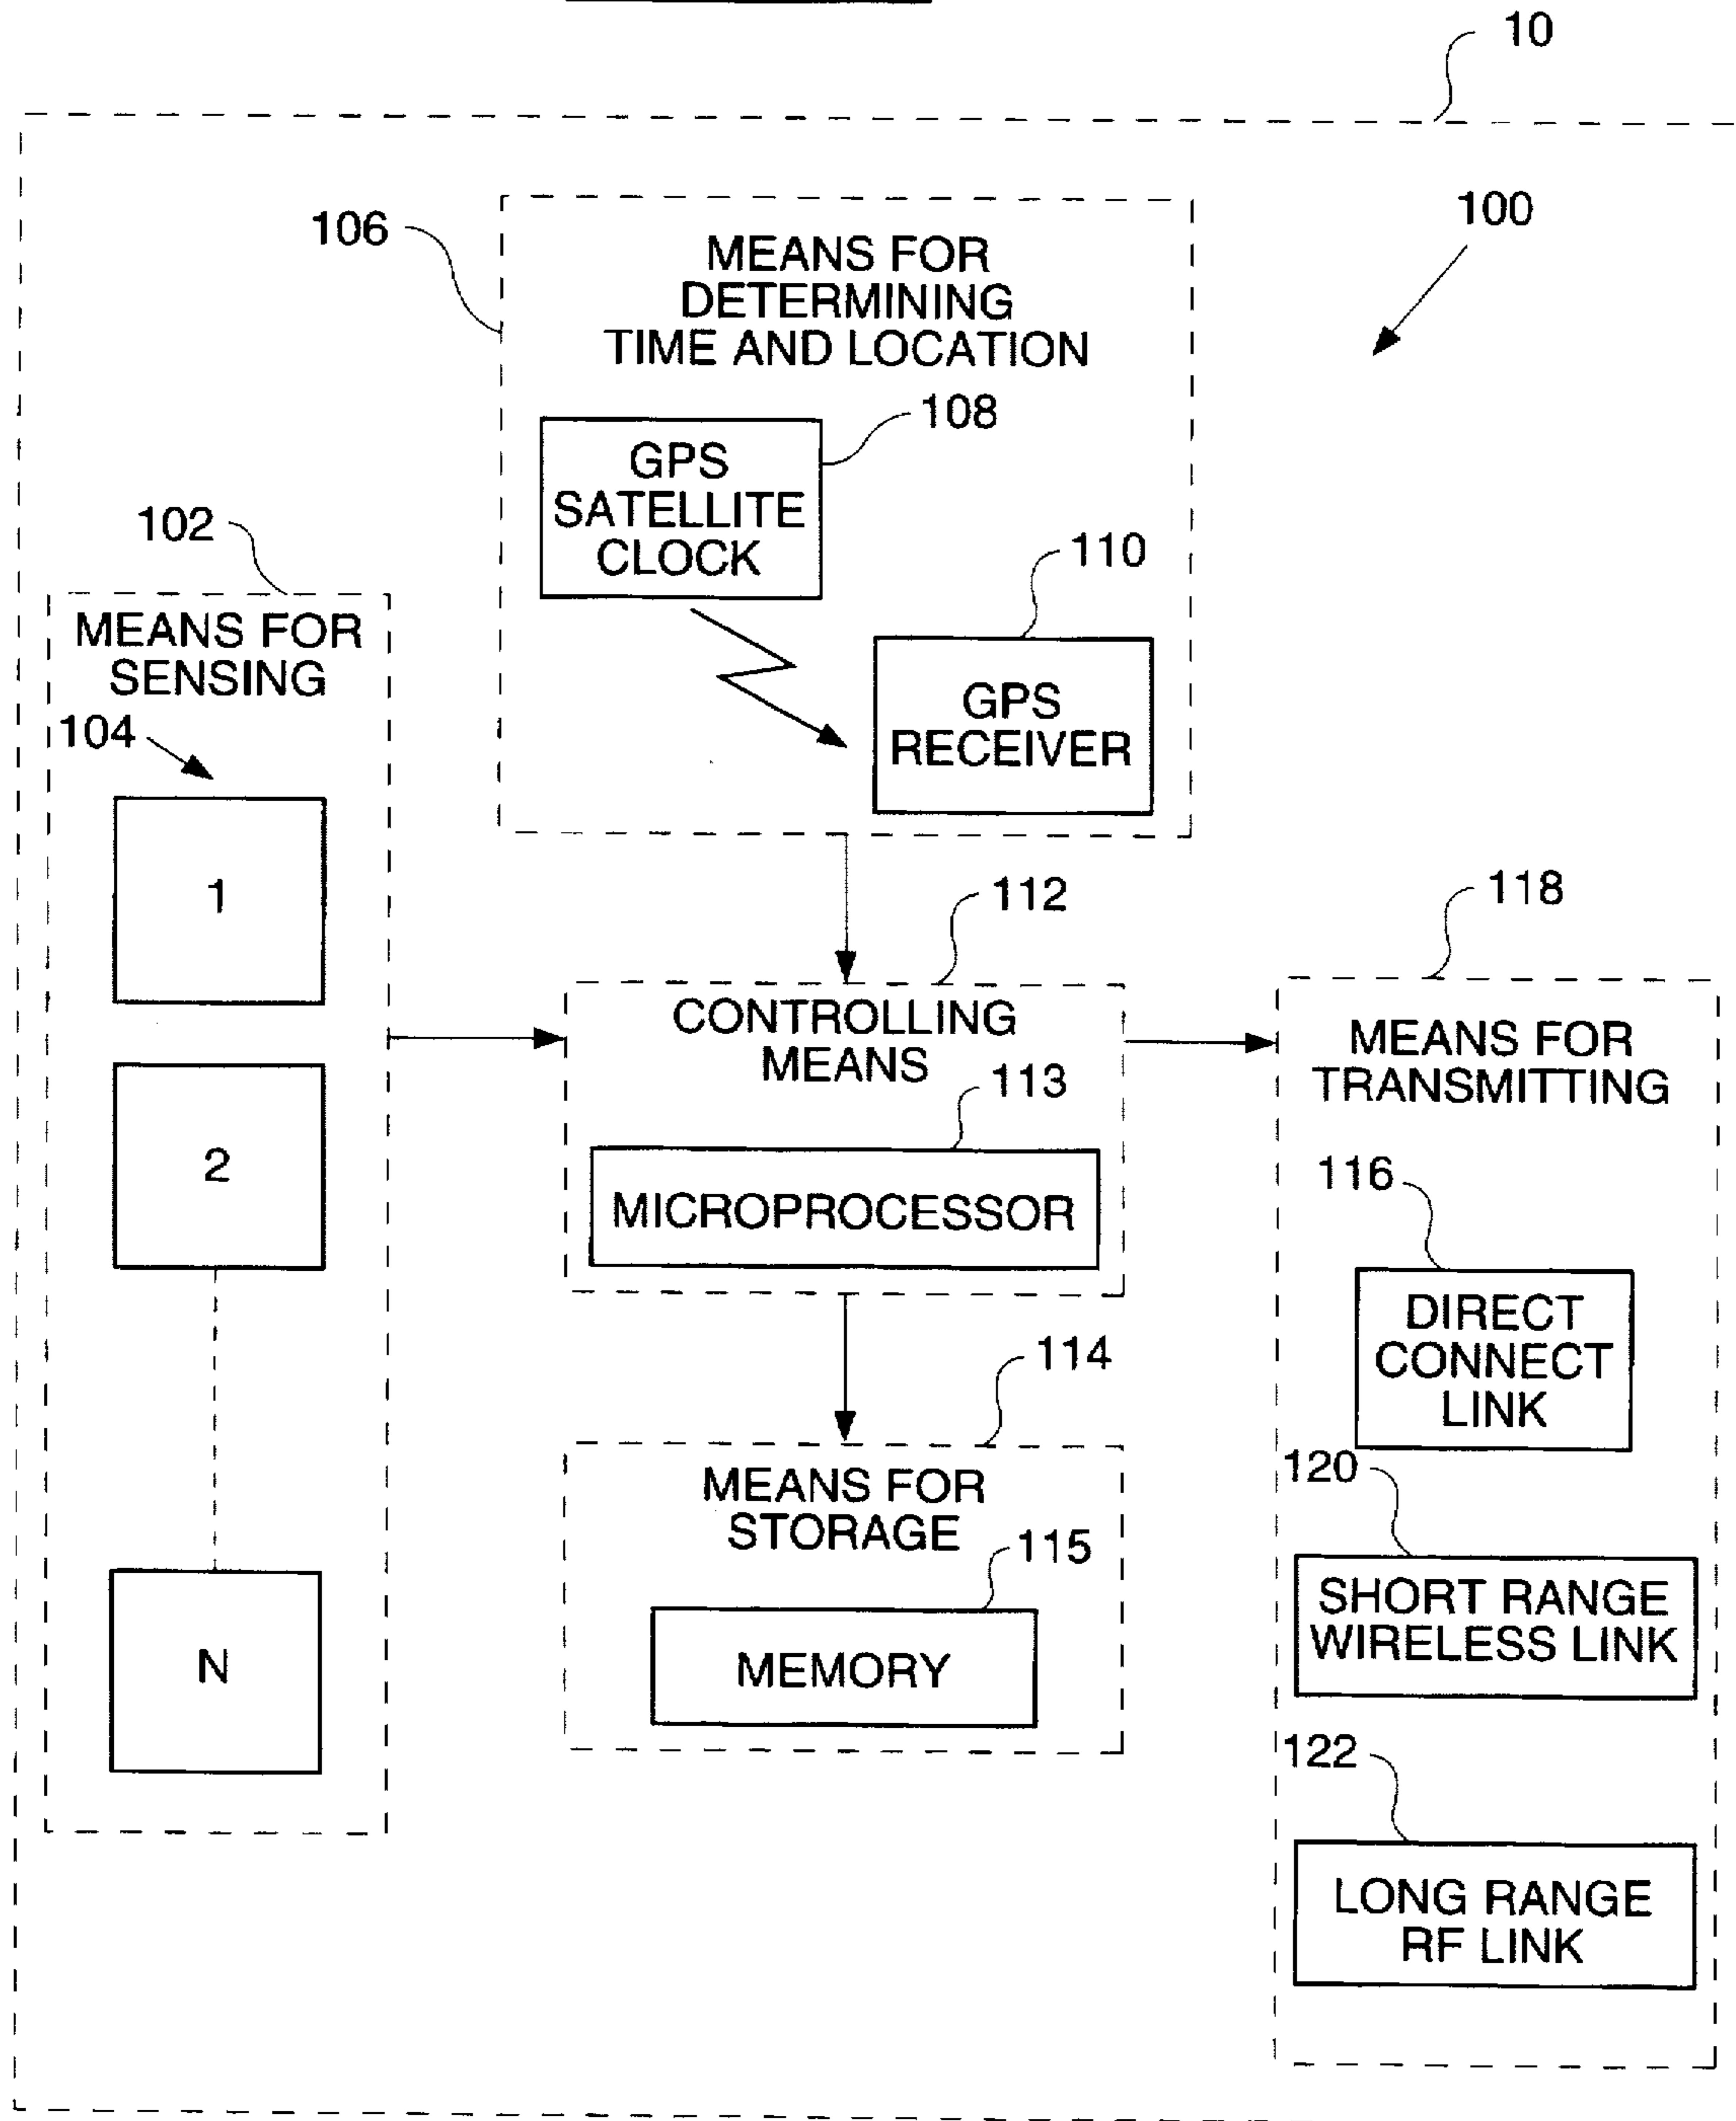 10
100
106
MEANS FOR
DETERMINING
TIME AND LOCATION
108
GPS
SATELLITE
CLOCK
110
GPS
RECEIVER
102
MEANS FOR
SENSING
104
1
2
N
112
CONTROLLING
MEANS
113
MICROPROCESSOR
114
MEANS FOR
STORAGE
115
MEMORY
118
MEANS FOR
TRANSMITTING
116
DIRECT
CONNECT
LINK
120
SHORT RANGE
WIRELESS LINK
122
LONG RANGE
RF LINK